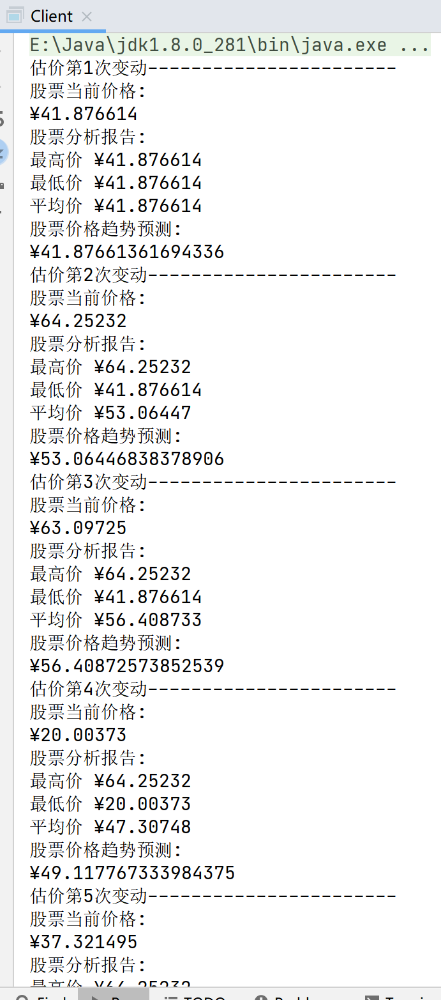 Client
E:\Java\jdk1.8.0_281\bin\java.exe ...
估价第1次变动-----------------------
股票当前价格:
¥41.876614
股票分析报告:
最高价 ¥41.876614
最低价 ¥41.876614
平均价 ¥41.876614
股票价格趋势预测:
¥41.87661361694336
估价第2次变动-----------------------
股票当前价格:
¥64.25232
股票分析报告:
最高价 ¥64.25232
最低价 ¥41.876614
平均价 ¥53.06447
股票价格趋势预测:
¥53.06446838378906
估价第3次变动-----------------------
股票当前价格:
¥63.09725
股票分析报告:
最高价 ¥64.25232
最低价 ¥41.876614
平均价 ¥56.408733
股票价格趋势预测:
¥56.40872573852539
估价第4次变动-----------------------
股票当前价格:
¥20.00373
股票分析报告:
最高价 ¥64.25232
最低价 ¥20.00373
平均价 ¥47.30748
股票价格趋势预测:
¥49.117767333984375
估价第5次变动-----------------------
股票当前价格:
¥37.321495
股票分析报告:
最高价 ¥64.25232